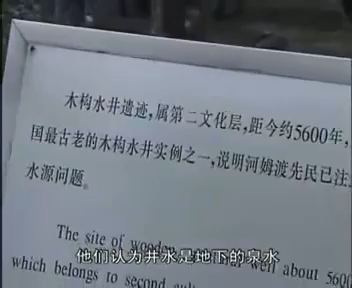 木构水井遗迹,属第二文化层,距今约5600年,
国最古老的木构水井实例之一,说明河姆渡先民已注
水源问题。
The site of wooden well about 5600
他们认为井水是地下的泉水
which belongs to second